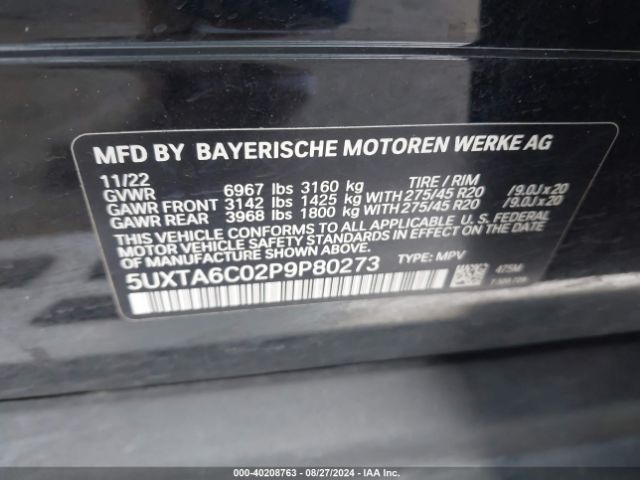 MFD BY BAYERISCHE MOTOREN WERKE AG
11/22 TIRE / RIM
GVWR 6967 lbs 3160 kg
GAWR FRONT 3142 lbs 1425 kg WITH 275/45 R20 /9.0J x 20
GAWR REAR 3968 lbs 1800 kg WITH 275/45 R20 /9.0J x 20
THIS VEHICLE CONFORMS TO ALL APPLICABLE U.S. FEDERAL
MOTOR VEHICLE SAFETY STANDARDS IN EFFECT ON THE DATE
OF MANUFACTURE SHOWN ABOVE.
5UXTA6C02P9P80273 TYPE: MPV
475M
000-40208763 - 08/27/2024 - IAA Inc.